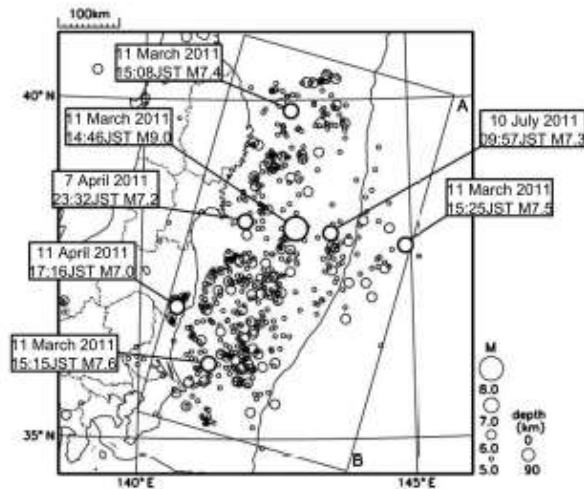 100km
11 March 2011
15:08JST M7.4
40°N
A
11 March 2011
14:46JST M9.0
10 July 2011
09:57JST M7.3
7 April 2011
23:32JST M7.2
11 March 2011
15:25JST M7.5
11 April 2011
17:16JST M7.0
11 March 2011
15:15JST M7.6
M
8.0
7.0
6.0
5.0
depth
(km)
0
90
35°N
B
140°E
145°E